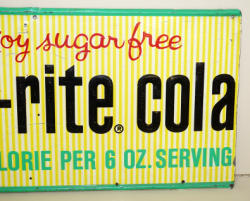 oy sugar free
-rite® cola
LORIE PER 6 OZ. SERVING